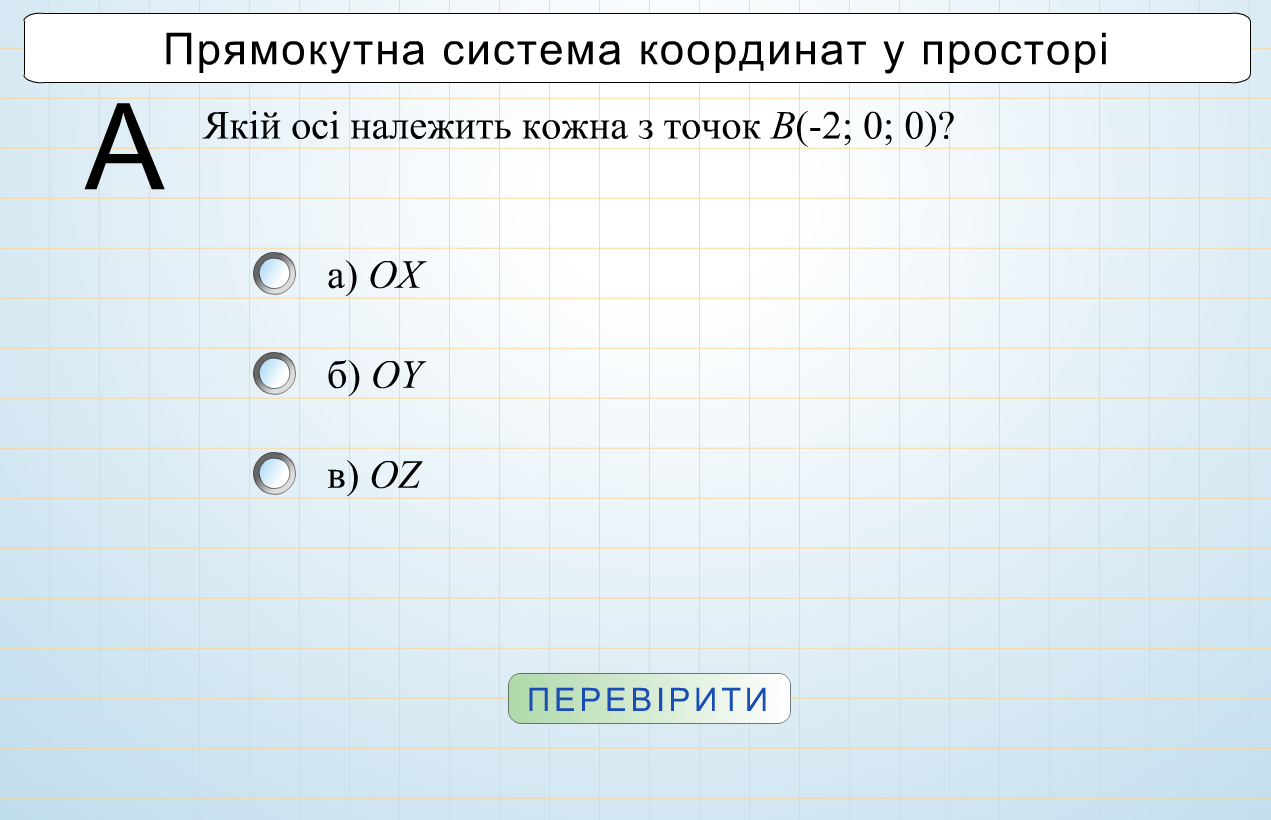 Прямокутна система координат у просторі
А
Якій осі належить кожна з точок B(-2; 0; 0)?
а) OX
б) OY
в) OZ
ПЕРЕВІРИТИ